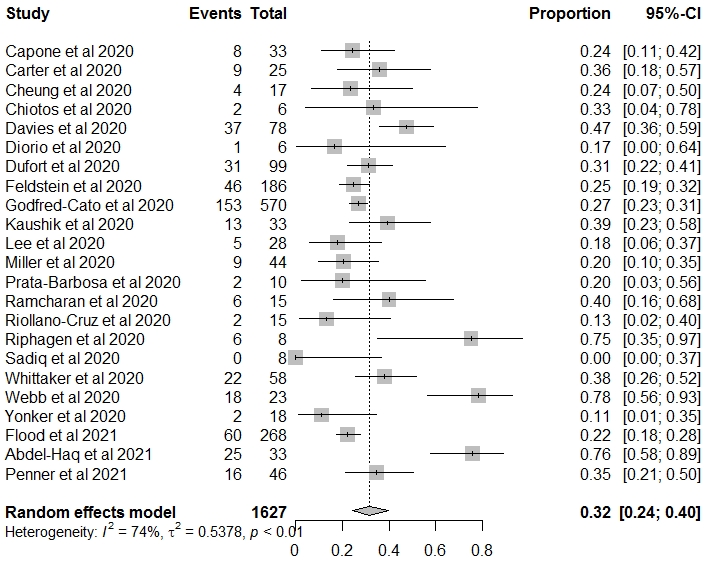 Study Events Total Proportion 95%-CI
Capone et al 2020 8 33 0.24 [0.11; 0.42]
Carter et al 2020 9 25 0.36 [0.18; 0.57]
Cheung et al 2020 4 17 0.24 [0.07; 0.50]
Chiotos et al 2020 2 6 0.33 [0.04; 0.78]
Davies et al 2020 37 78 0.47 [0.36; 0.59]
Diorio et al 2020 1 6 0.17 [0.00; 0.64]
Dufort et al 2020 31 99 0.31 [0.22; 0.41]
Feldstein et al 2020 46 186 0.25 [0.19; 0.32]
Godfred-Cato et al 2020 153 570 0.27 [0.23; 0.31]
Kaushik et al 2020 13 33 0.39 [0.23; 0.58]
Lee et al 2020 5 28 0.18 [0.06; 0.37]
Miller et al 2020 9 44 0.20 [0.10; 0.35]
Prata-Barbosa et al 2020 2 10 0.20 [0.03; 0.56]
Ramcharan et al 2020 6 15 0.40 [0.16; 0.68]
Riollano-Cruz et al 2020 2 15 0.13 [0.02; 0.40]
Riphagen et al 2020 6 8 0.75 [0.35; 0.97]
Sadiq et al 2020 0 8 0.00 [0.00; 0.37]
Whittaker et al 2020 22 58 0.38 [0.26; 0.52]
Webb et al 2020 18 23 0.78 [0.56; 0.93]
Yonker et al 2020 2 18 0.11 [0.01; 0.35]
Flood et al 2021 60 268 0.22 [0.18; 0.28]
Abdel-Haq et al 2021 25 33 0.76 [0.58; 0.89]
Penner et al 2021 16 46 0.35 [0.21; 0.50]
Random effects model 1627 0.32 [0.24; 0.40]
Heterogeneity: I² = 74%, τ² = 0.5378, p < 0.01
0 0.2 0.4 0.6 0.8